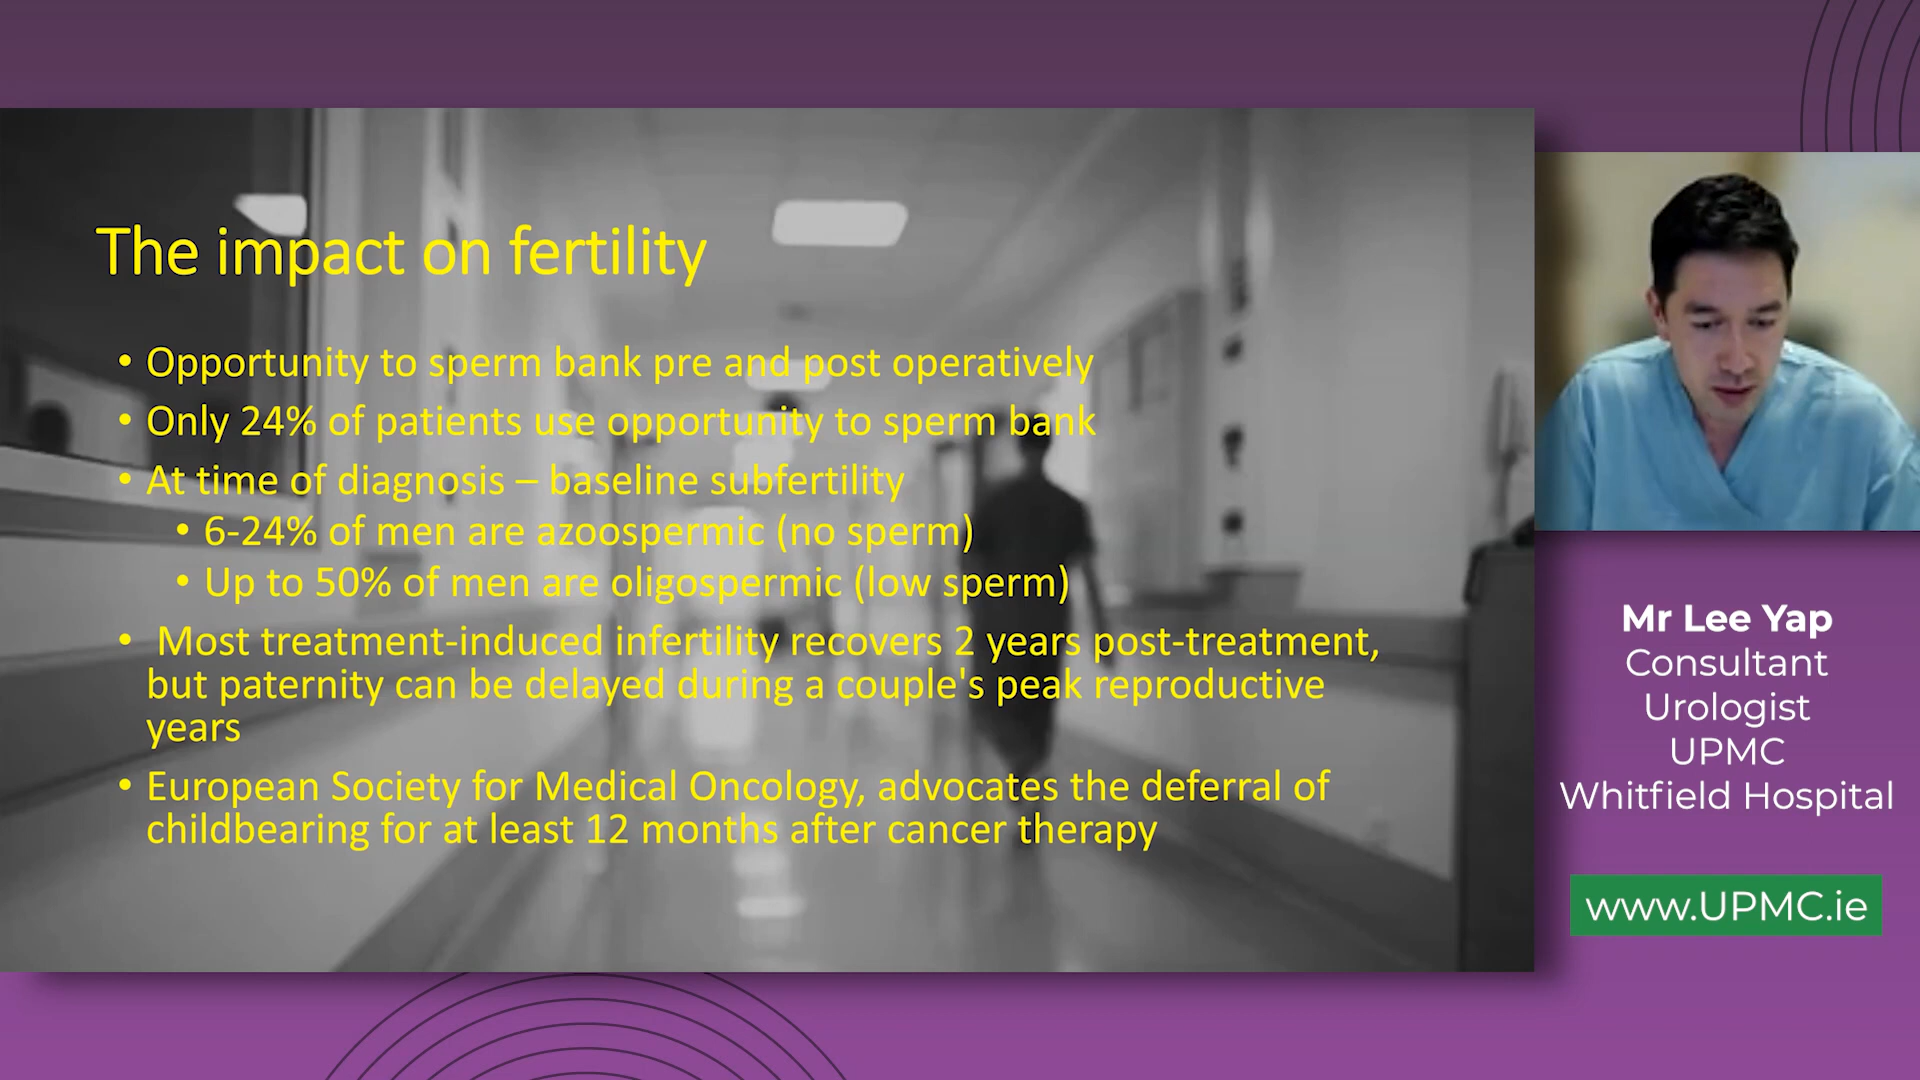 The impact on fertility
• Opportunity to sperm bank pre and post operatively
• Only 24% of patients use opportunity to sperm bank
• At time of diagnosis – baseline subfertility
• 6-24% of men are azoospermic (no sperm)
• Up to 50% of men are oligospermic (low sperm)
• Most treatment-induced infertility recovers 2 years post-treatment,
but paternity can be delayed during a couple's peak reproductive
years
• European Society for Medical Oncology, advocates the deferral of
childbearing for at least 12 months after cancer therapy
Mr Lee Yap
Consultant
Urologist
UPMC
Whitfield Hospital
www.UPMC.ie